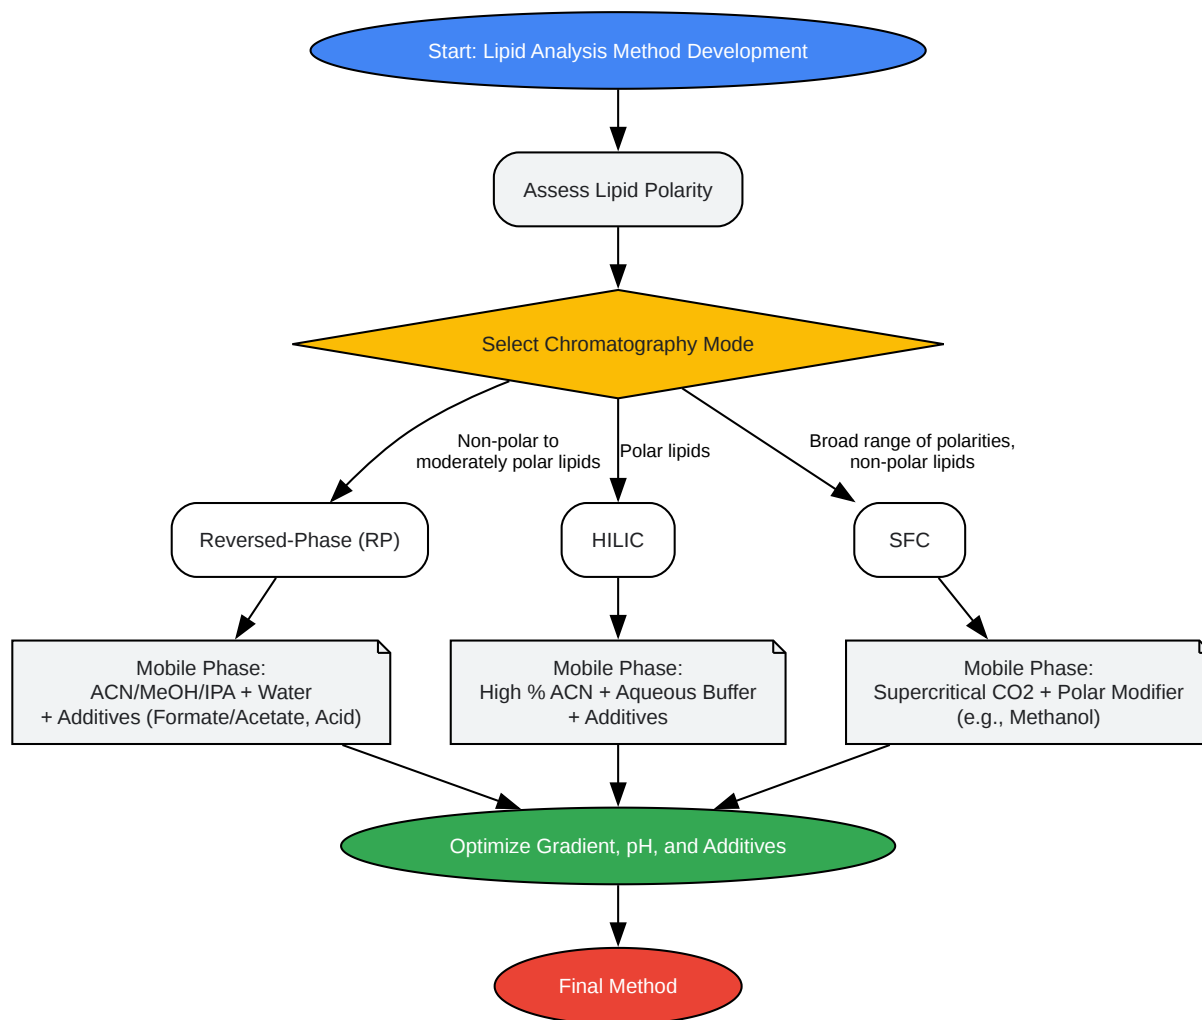 Start: Lipid Analysis Method Development
Assess Lipid Polarity
Select Chromatography Mode
Non-polar to
moderately polar lipids
Polar lipids
Broad range of polarities,
non-polar lipids
Reversed-Phase (RP)
HILIC
SFC
Mobile Phase:
ACN/MeOH/IPA + Water
+ Additives (Formate/Acetate, Acid)
Mobile Phase:
High % ACN + Aqueous Buffer
+ Additives
Mobile Phase:
Supercritical CO2 + Polar Modifier
(e.g., Methanol)
Optimize Gradient, pH, and Additives
Final Method